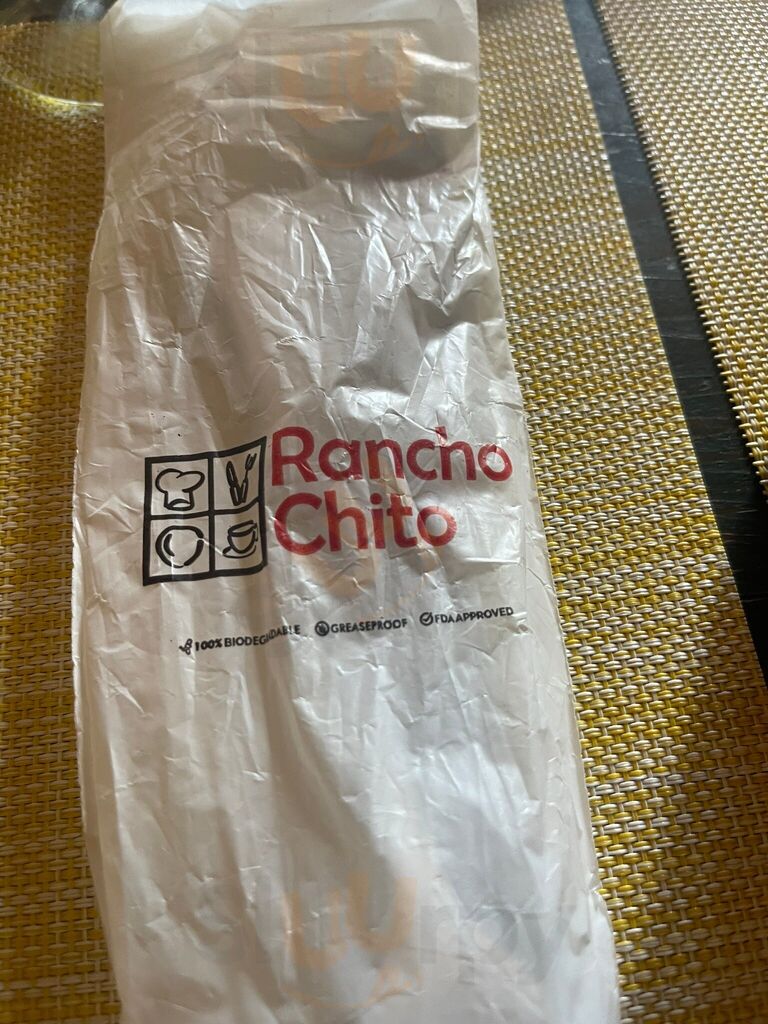 Rancho
Chito
100% BIODEGRADABLE GREASEPROOF FDA APPROVED